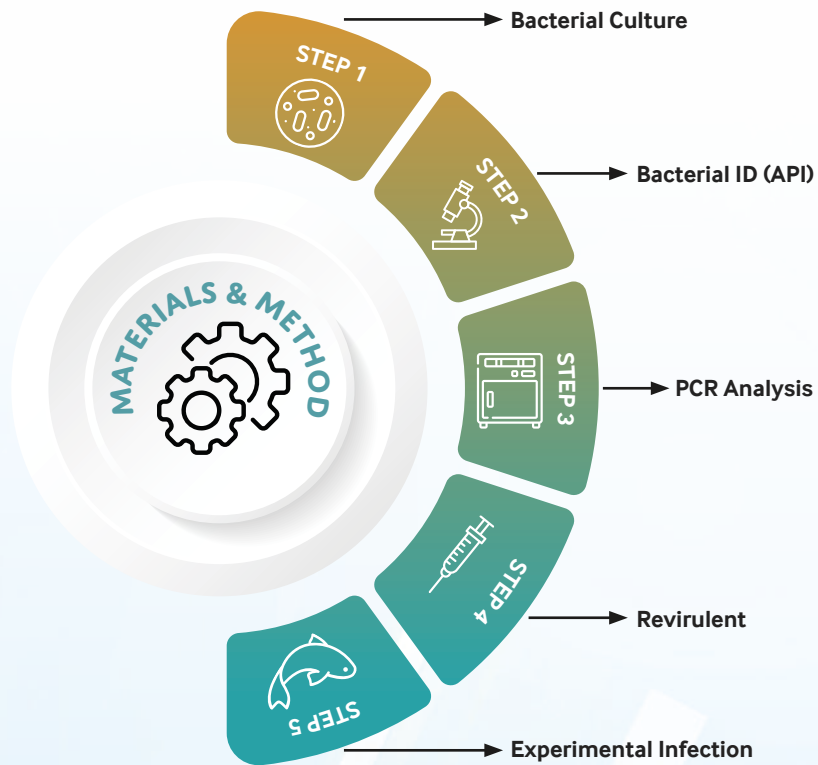 MATERIALS & METHOD
STEP 1
Bacterial Culture
STEP 2
Bacterial ID (API)
STEP 3
PCR Analysis
STEP 4
Revirulent
STEP 5
Experimental Infection